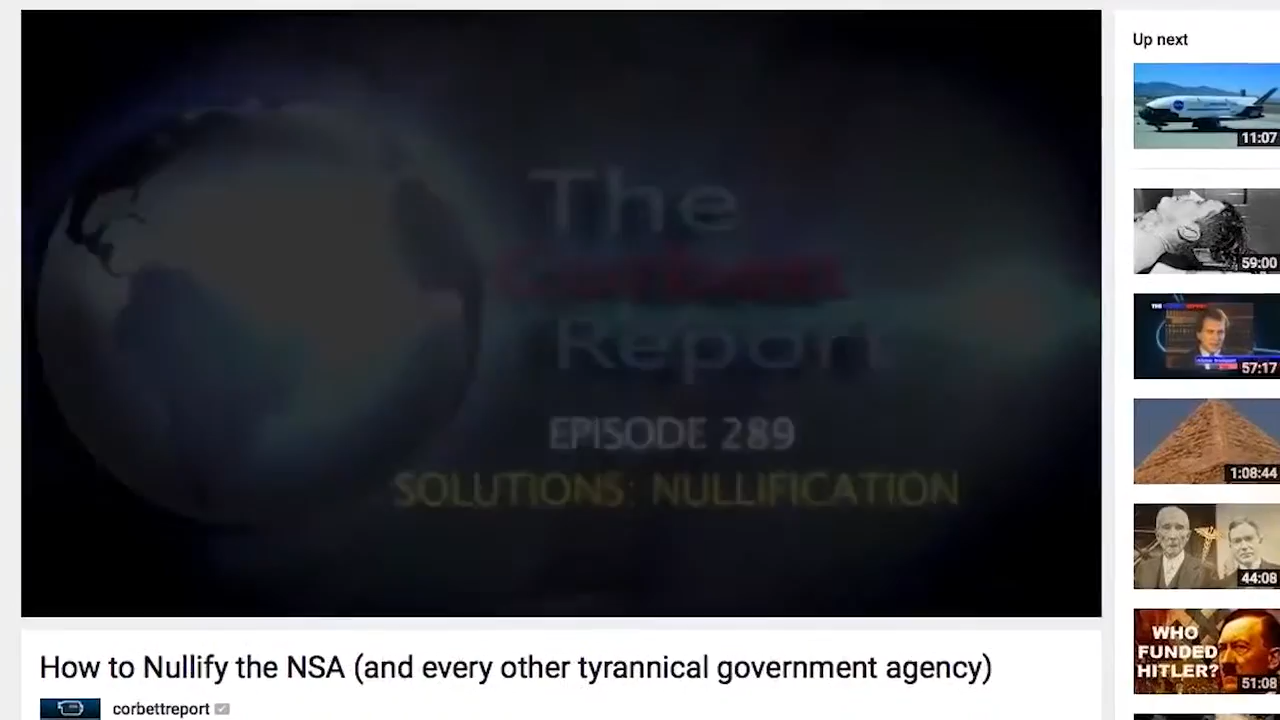 The
Corbett
Report
EPISODE 289
SOLUTIONS: NULLIFICATION
How to Nullify the NSA (and every other tyrannical government agency)
corbettreport
Up next
11:07
59:00
57:17
1:08:44
44:08
WHO
FUNDED
HITLER?
51:08